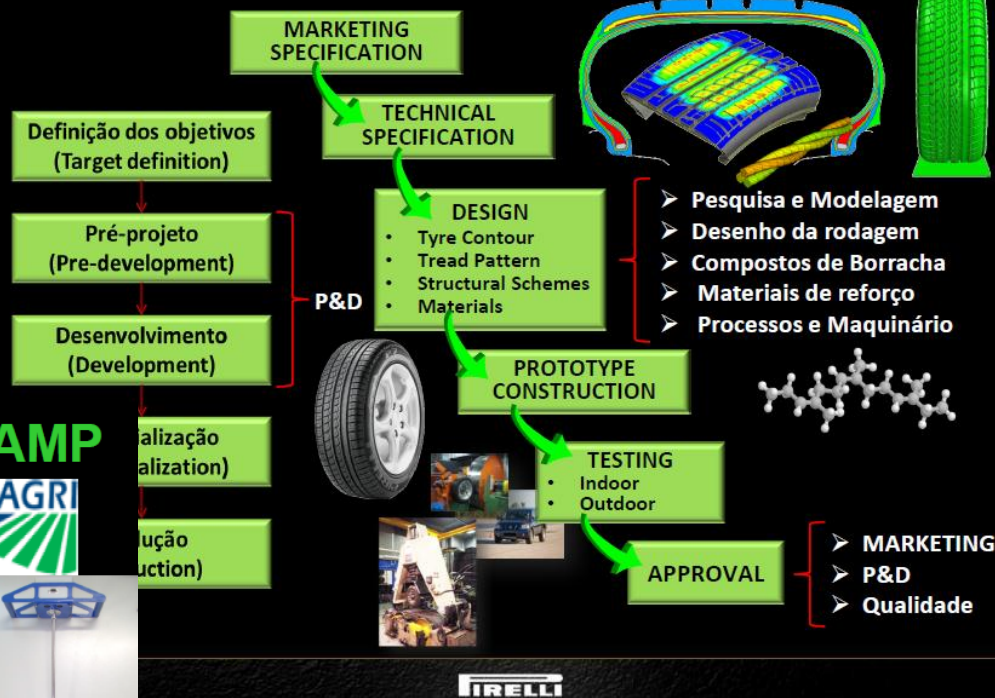 MARKETING
SPECIFICATION
TECHNICAL
SPECIFICATION
Definição dos objetivos
(Target definition)
Pré-projeto
(Pre-development)
Desenvolvimento
(Development)
P&D
DESIGN
• Tyre Contour
• Tread Pattern
• Structural Schemes
• Materials
➤ Pesquisa e Modelagem
➤ Desenho da rodagem
➤ Compostos de Borracha
➤ Materiais de reforço
➤ Processos e Maquinário
PROTOTYPE
CONSTRUCTION
AMP
AGRI
ialização
alization)
lução
uction)
TESTING
• Indoor
• Outdoor
APPROVAL
➤ MARKETING
➤ P&D
➤ Qualidade
PIRELLI